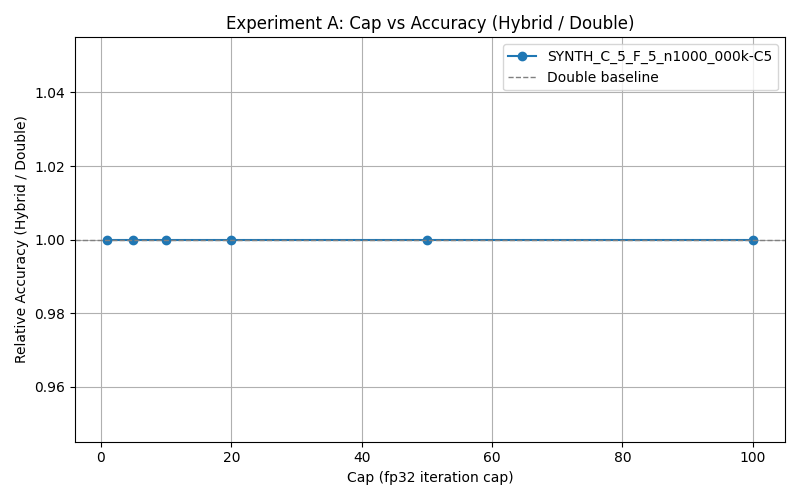 Experiment A: Cap vs Accuracy (Hybrid / Double)
SYNTH_C_5_F_5_n1000_000k-C5
Double baseline
Relative Accuracy (Hybrid / Double)
1.04
1.02
1.00
0.98
0.96
0 20 40 60 80 100
Cap (fp32 iteration cap)